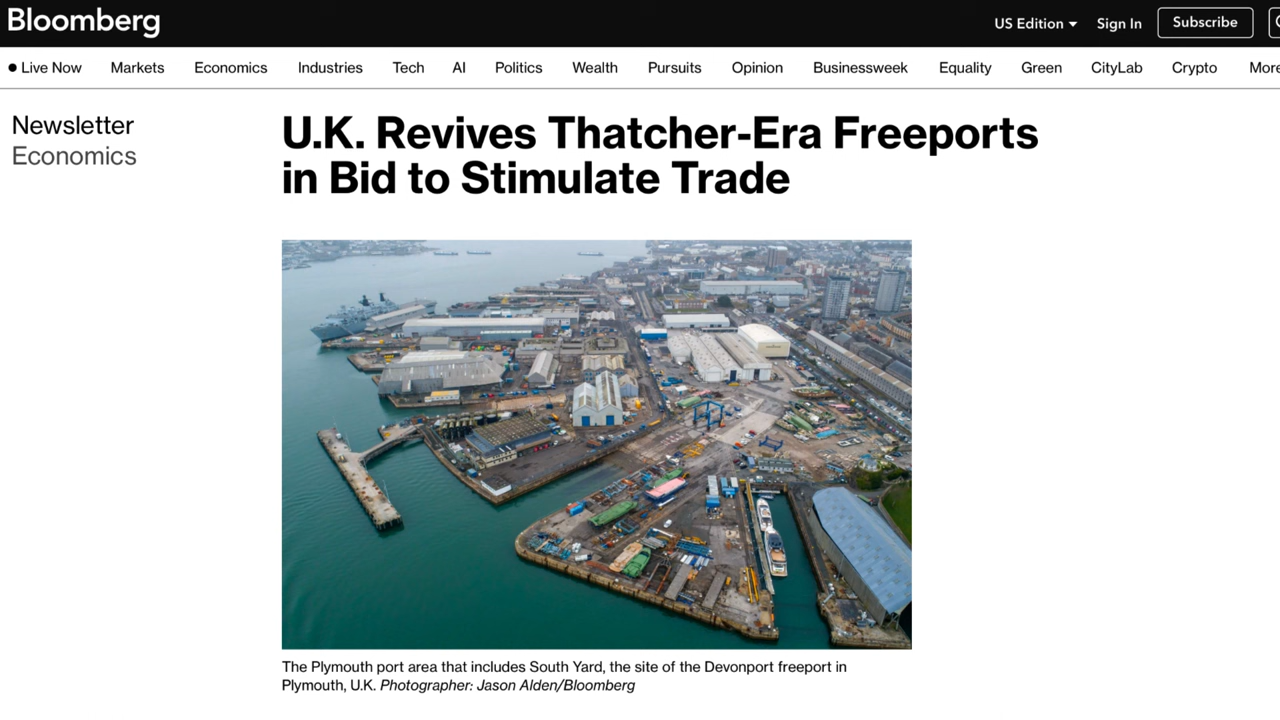 Bloomberg
US Edition
Sign In
Subscribe
Live Now
Markets
Economics
Industries
Tech
AI
Politics
Wealth
Pursuits
Opinion
Businessweek
Equality
Green
CityLab
Crypto
More
Newsletter
Economics
U.K. Revives Thatcher-Era Freeports
in Bid to Stimulate Trade
The Plymouth port area that includes South Yard, the site of the Devonport freeport in
Plymouth, U.K. Photographer: Jason Alden/Bloomberg